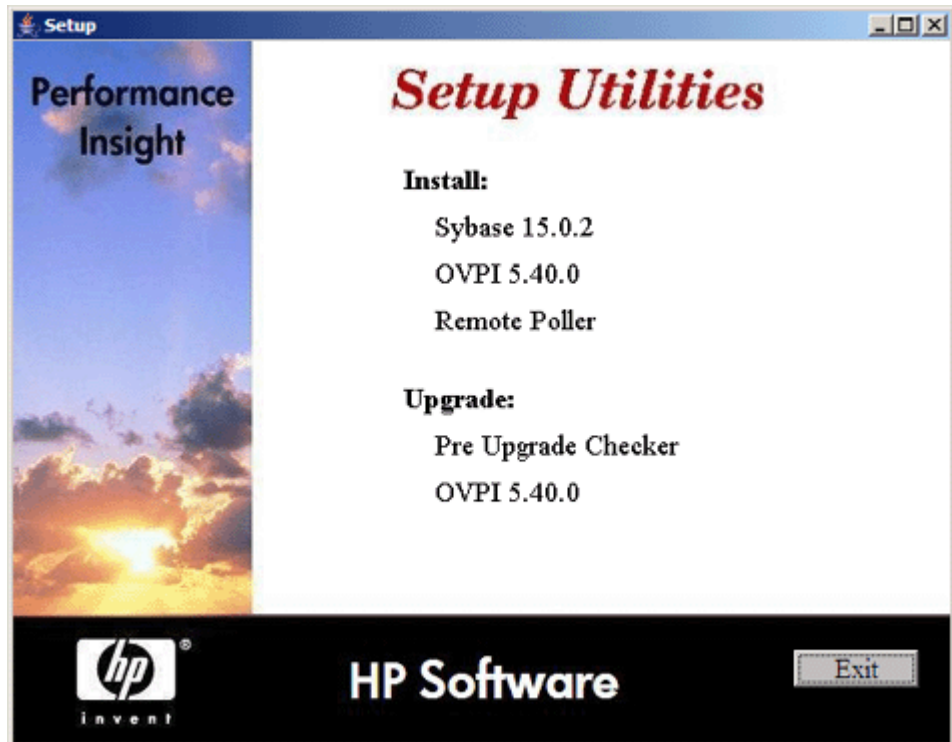 Setup
Performance
Insight
Setup Utilities
Install:
Sybase 15.0.2
OVPI 5.40.0
Remote Poller
Upgrade:
Pre Upgrade Checker
OVPI 5.40.0
hp
®
invent
HP Software
Exit